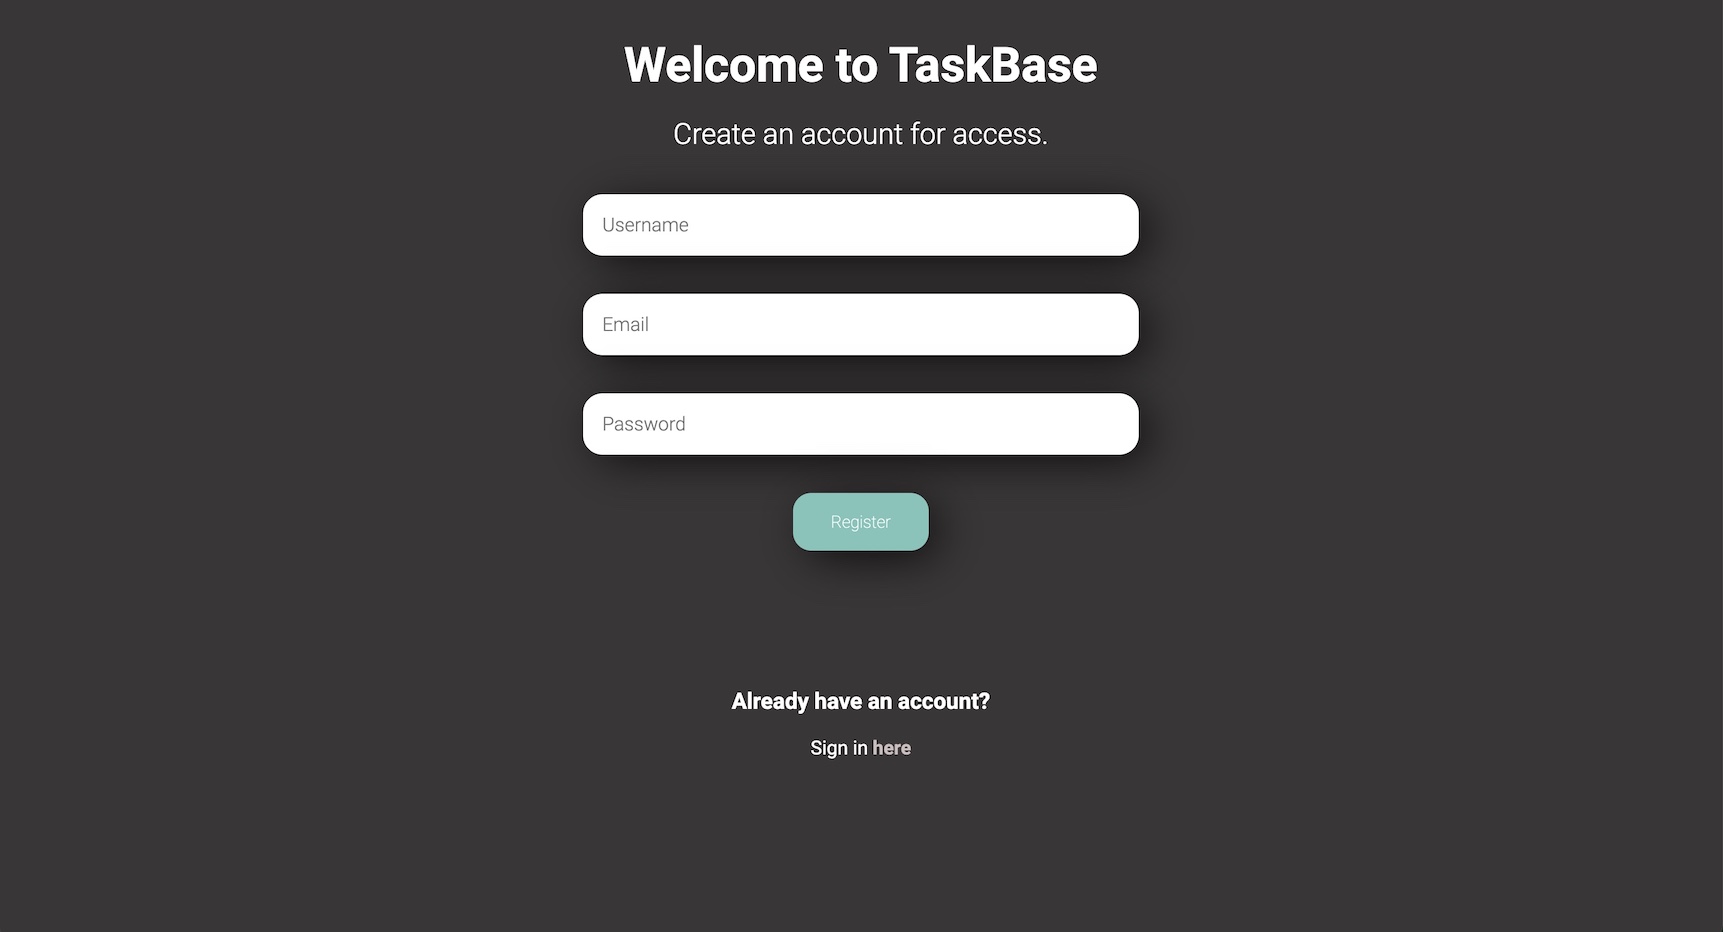 Welcome to TaskBase
Create an account for access.
Username
Email
Password
Register
Already have an account?
Sign in here